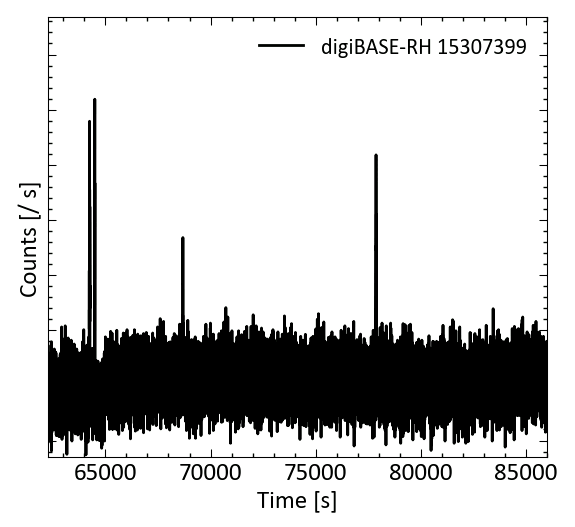 digiBASE-RH 15307399
Counts [/ s]
65000 70000 75000 80000 85000
Time [s]